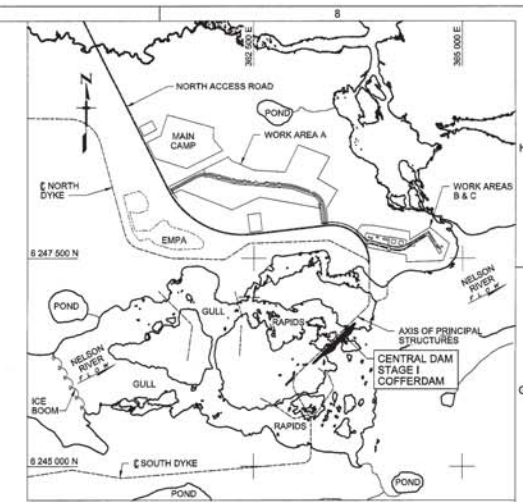 8
362 500 E
365 000 E
N
NORTH ACCESS ROAD
POND
MAIN
CAMP
WORK AREA A
H
℄ NORTH
DYKE
WORK AREAS
B & C
EMPA
6 247 500 N
NELSON
RIVER
FLOW
POND
GULL
RAPIDS
AXIS OF PRINCIPAL
STRUCTURES
NELSON
RIVER
FLOW
CENTRAL DAM
STAGE I
COFFERDAM
GULL
G
ICE
BOOM
RAPIDS
6 245 000 N
℄ SOUTH DYKE
POND
POND